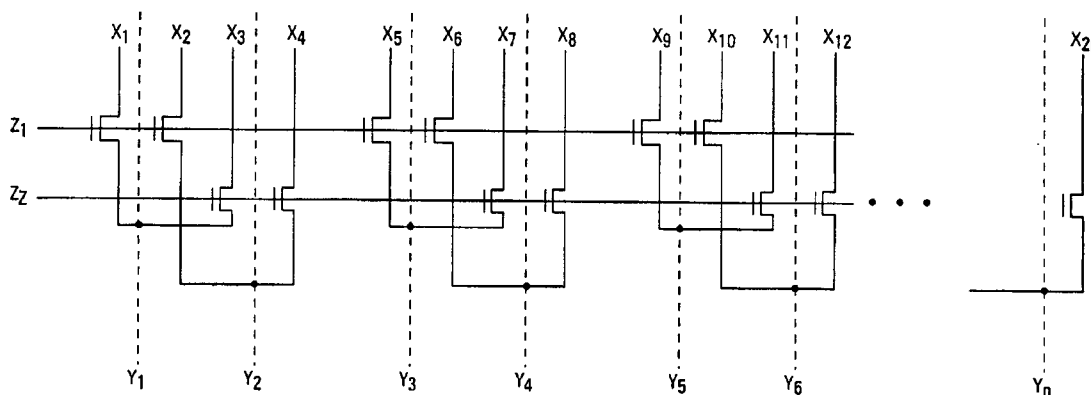 X₁ X₂ X₃ X₄ X₅ X₆ X₇ X₈ X₉ X₁₀ X₁₁ X₁₂ X₂
Z₁
Z_Z
• • •
Y₁ Y₂ Y₃ Y₄ Y₅ Y₆ Yₙ